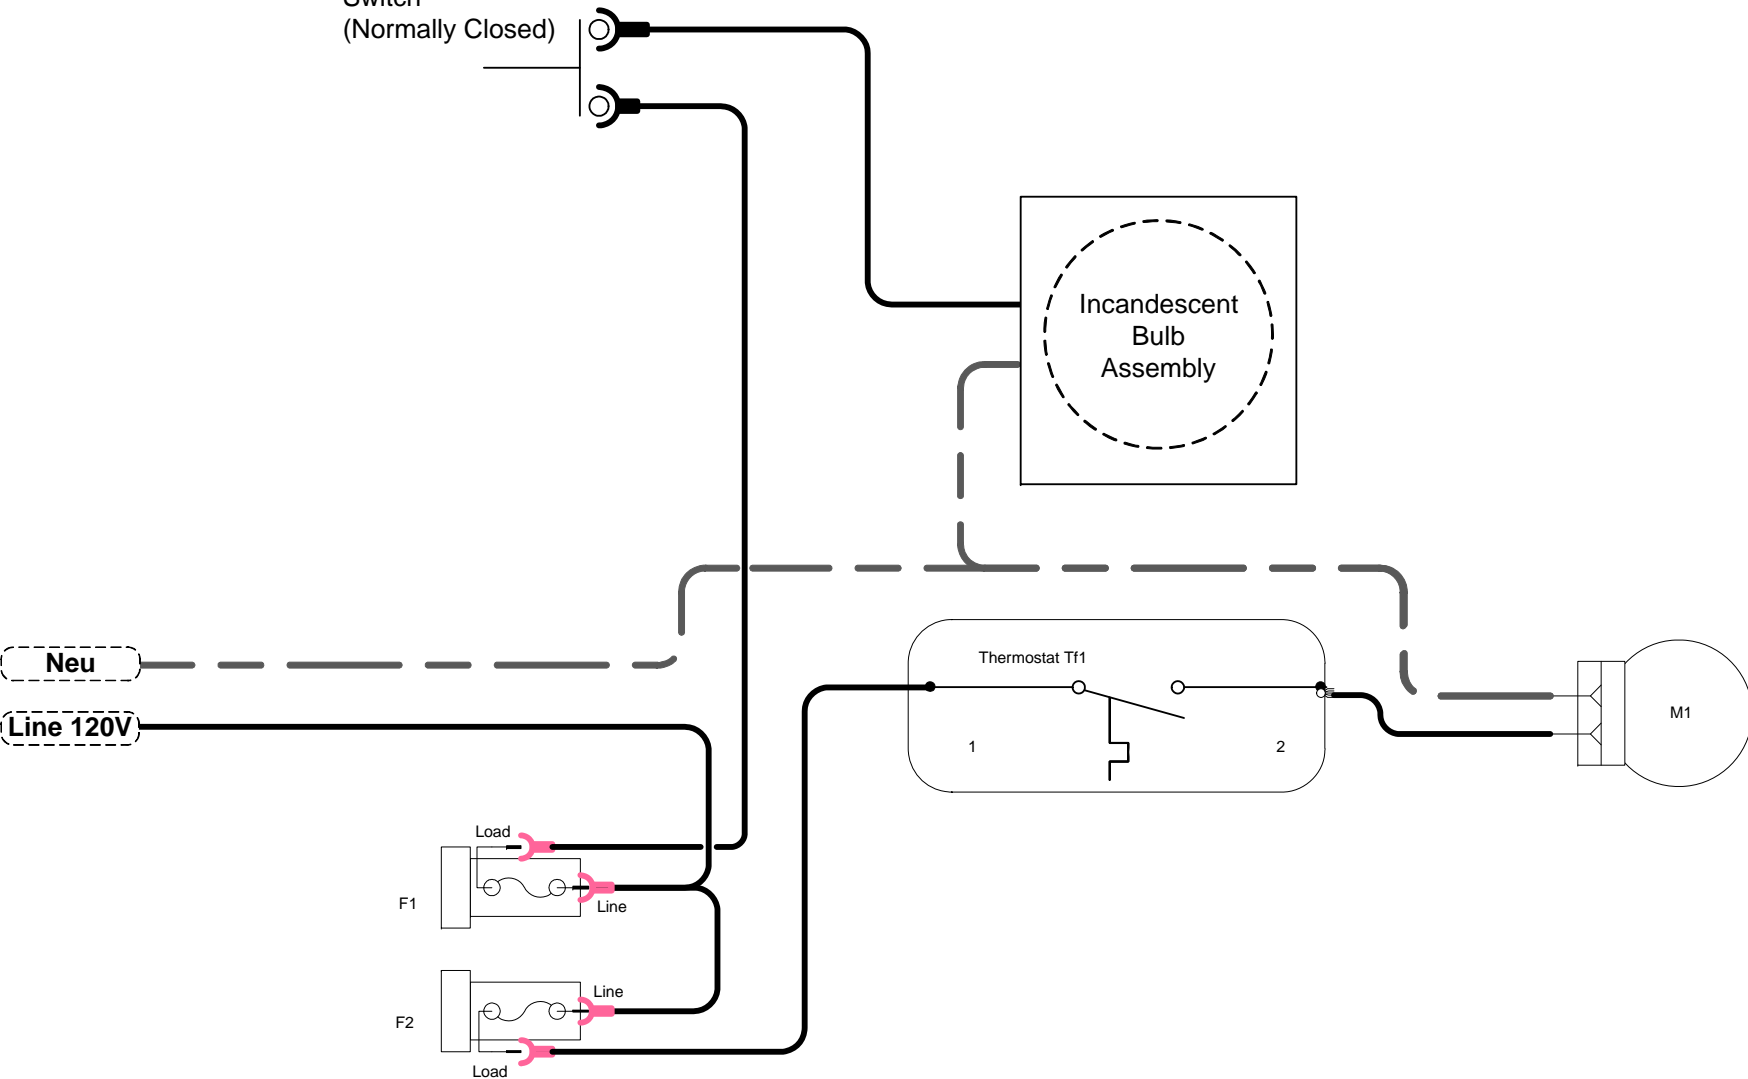 Switch
(Normally Closed)
Incandescent
Bulb
Assembly
Thermostat Tf1
Neu
M1
Line 120V
1
2
Load
F1
Line
Line
F2
Load